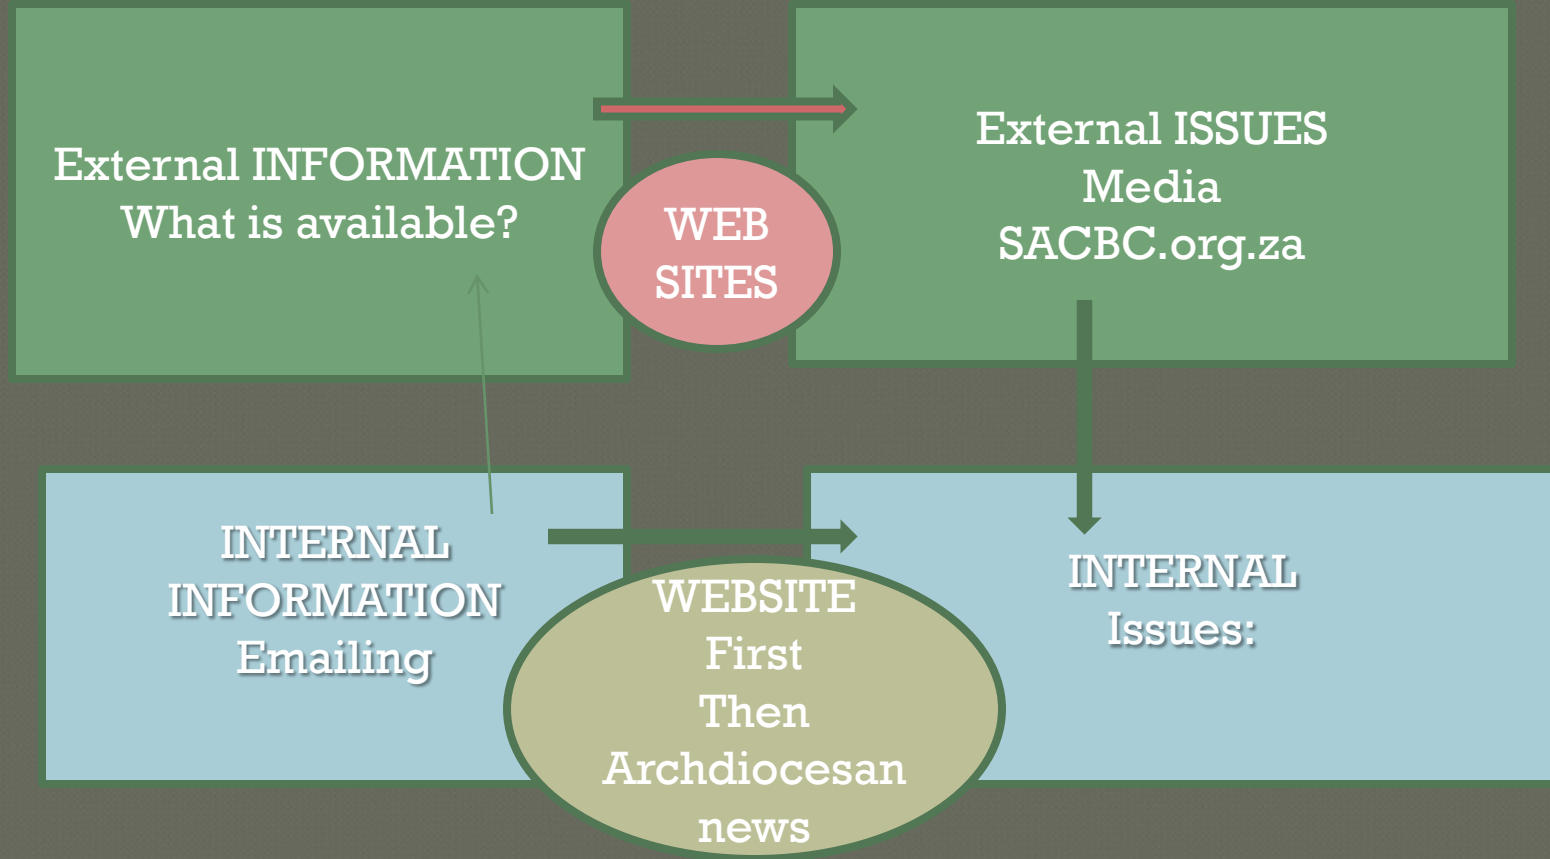 External INFORMATION
What is available?
WEB
SITES
External ISSUES
Media
SACBC.org.za
INTERNAL
INFORMATION
Emailing
WEBSITE
First
Then
Archdiocesan
news
INTERNAL
Issues: